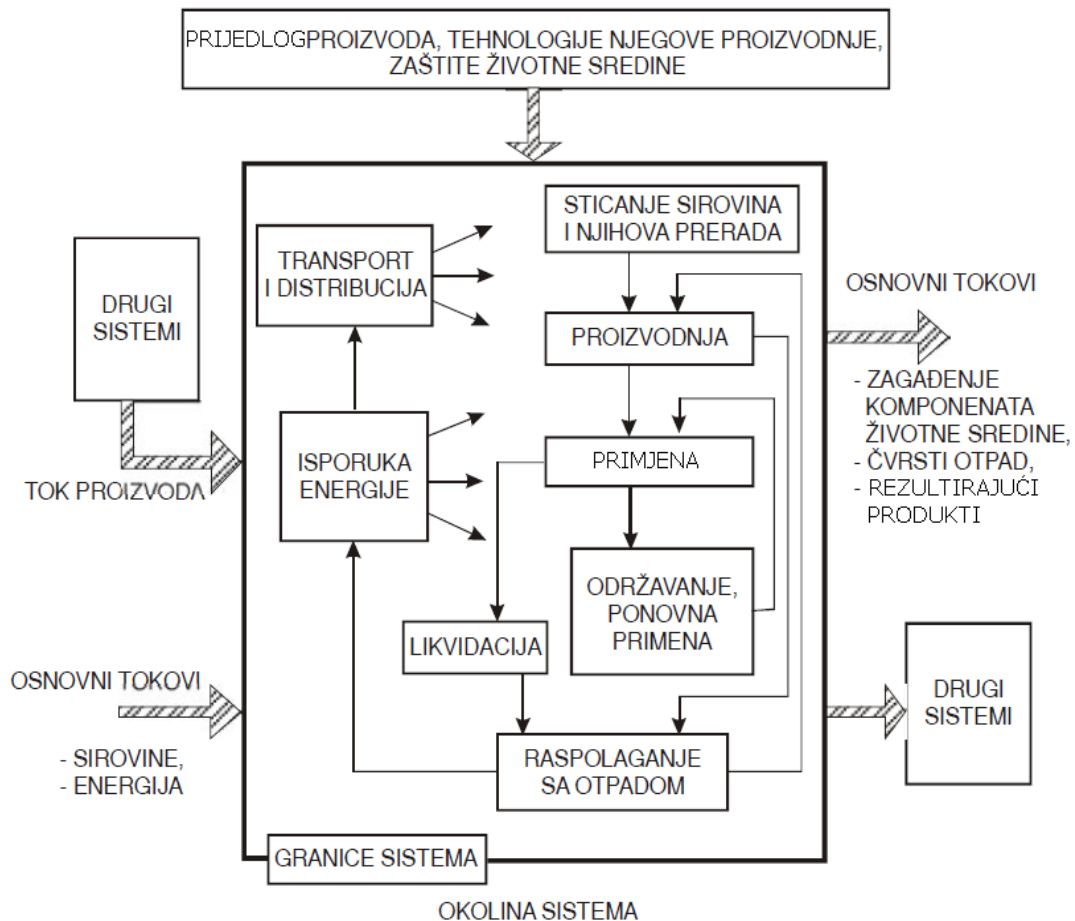 PRIJEDLOGPROIZVODA, TEHNOLOGIJE NJEGOVE PROIZVODNJE,
ZAŠTITE ŽIVOTNE SREDINE
STICANJE SIROVINA
I NJIHOVA PRERADA
TRANSPORT
I DISTRIBUCIJA
DRUGI
SISTEMI
OSNOVNI TOKOVI
PROIZVODNJA
- ZAGAĐENJE
KOMPONENATA
ŽIVOTNE SREDINE,
- ČVRSTI OTPAD,
- REZULTIRAJUĆI
PRODUKTI
ISPORUKA
ENERGIJE
PRIMJENA
TOK PROIZVODA
ODRŽAVANJE,
PONOVNA
PRIMENA
LIKVIDACIJA
OSNOVNI TOKOVI
- SIROVINE,
- ENERGIJA
DRUGI
SISTEMI
RASPOLAGANJE
SA OTPADOM
GRANICE SISTEMA
OKOLINA SISTEMA